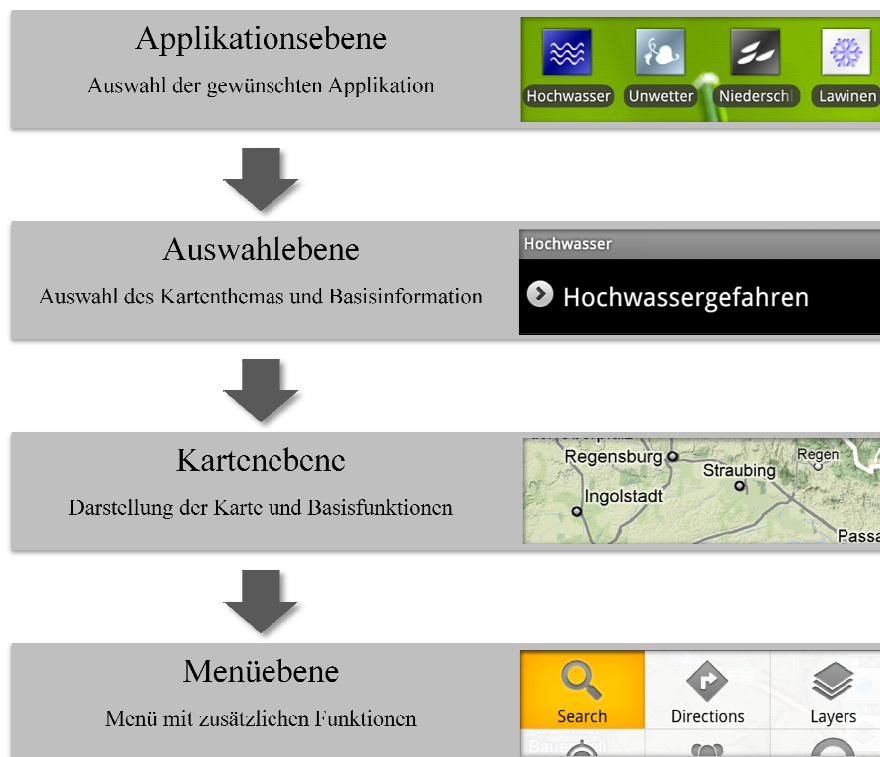 Applikationsebene
Auswahl der gewünschten Applikation
Hochwasser Unwetter Niederschl Lawinen
Auswahlebene
Auswahl des Kartenthemas und Basisinformation
Hochwasser
Hochwassergefahren
Kartenebene
Darstellung der Karte und Basisfunktionen
Regensburg
Straubing
Regen
Ingolstadt
Passa
Menüebene
Menü mit zusätzlichen Funktionen
Search Directions Layers